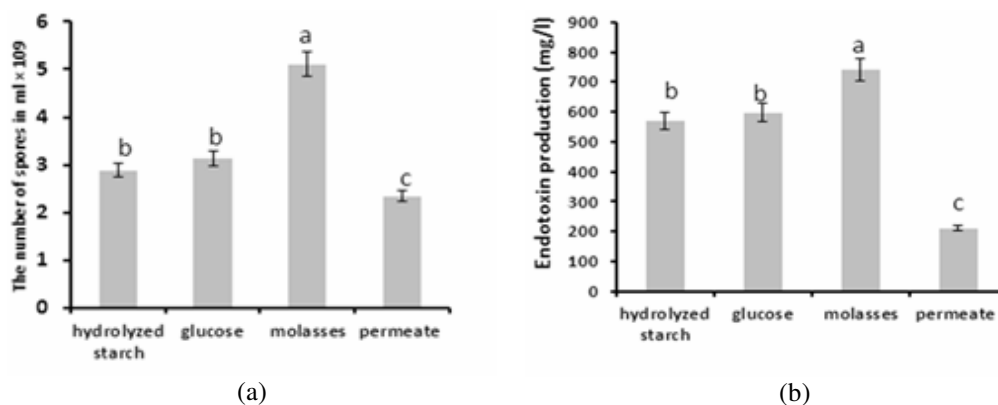 The number of spores in ml × 109
6
5
4
3
2
1
0
b
b
a
c
hydrolyzed
starch
glucose
molasses
permeate
(a)
Endotoxin production (mg/l)
900
800
700
600
500
400
300
200
100
0
b
b
a
c
hydrolyzed
starch
glucose
molasses
permeate
(b)